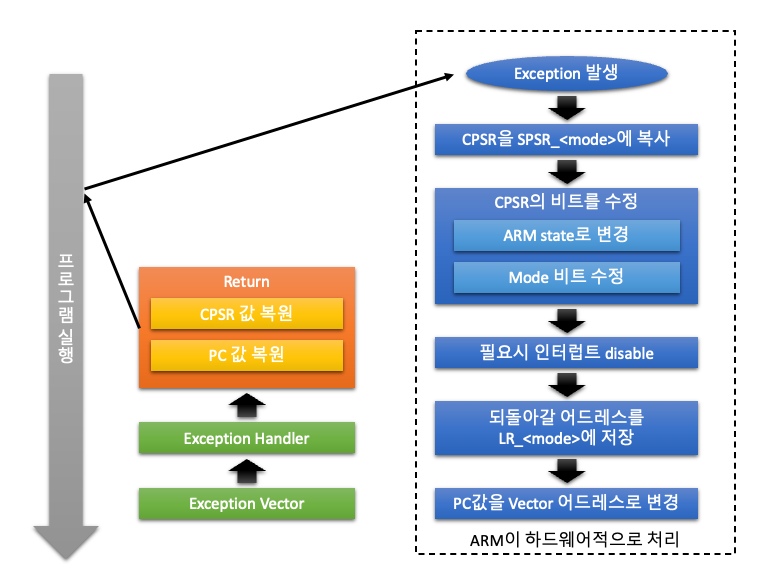 프로그램 실행
Exception 발생
CPSR을 SPSR_<mode>에 복사
CPSR의 비트를 수정
ARM state로 변경
Mode 비트 수정
필요시 인터럽트 disable
되돌아갈 어드레스를
LR_<mode>에 저장
PC값을 Vector 어드레스로 변경
ARM이 하드웨어적으로 처리
Return
CPSR 값 복원
PC 값 복원
Exception Handler
Exception Vector